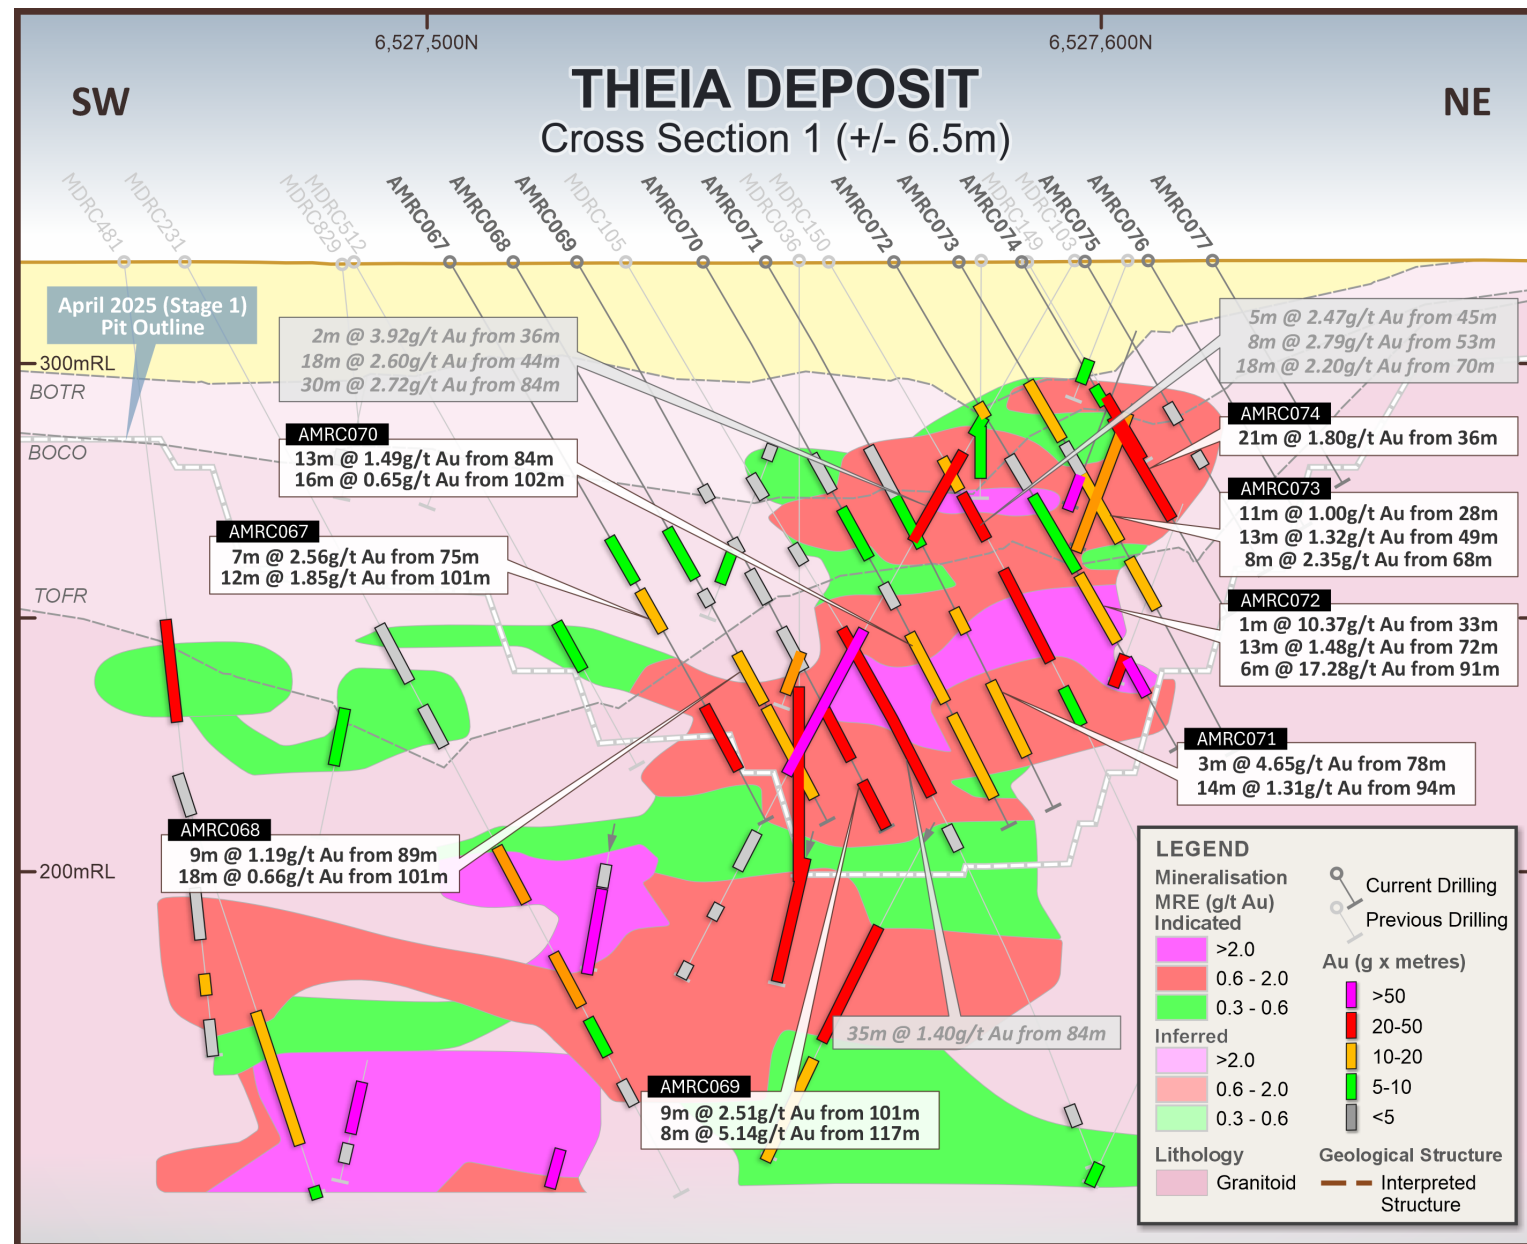 6,527,500N
6,527,600N
SW
THEIA DEPOSIT
NE
Cross Section 1 (+/- 6.5m)
MDRC481
MDRC231
MDRC829
MDRC512
AMRC067
AMRC068
AMRC069
MDRC105
AMRC070
AMRC071
MDRC036
MDRC150
AMRC072
AMRC073
AMRC074
MDRC149
MDRC103
AMRC075
AMRC076
AMRC077
April 2025 (Stage 1)
Pit Outline
300mRL
BOTR
BOCO
TOFR
200mRL
2m @ 3.92g/t Au from 36m
18m @ 2.60g/t Au from 44m
30m @ 2.72g/t Au from 84m
5m @ 2.47g/t Au from 45m
8m @ 2.79g/t Au from 53m
18m @ 2.20g/t Au from 70m
AMRC070
13m @ 1.49g/t Au from 84m
16m @ 0.65g/t Au from 102m
AMRC074
21m @ 1.80g/t Au from 36m
AMRC073
11m @ 1.00g/t Au from 28m
13m @ 1.32g/t Au from 49m
8m @ 2.35g/t Au from 68m
AMRC067
7m @ 2.56g/t Au from 75m
12m @ 1.85g/t Au from 101m
AMRC072
1m @ 10.37g/t Au from 33m
13m @ 1.48g/t Au from 72m
6m @ 17.28g/t Au from 91m
AMRC071
3m @ 4.65g/t Au from 78m
14m @ 1.31g/t Au from 94m
AMRC068
9m @ 1.19g/t Au from 89m
18m @ 0.66g/t Au from 101m
35m @ 1.40g/t Au from 84m
AMRC069
9m @ 2.51g/t Au from 101m
8m @ 5.14g/t Au from 117m
LEGEND
Mineralisation
MRE (g/t Au)
Indicated
>2.0
0.6 - 2.0
0.3 - 0.6
Inferred
>2.0
0.6 - 2.0
0.3 - 0.6
Lithology
Granitoid
Current Drilling
Previous Drilling
Au (g x metres)
>50
20-50
10-20
5-10
<5
Geological Structure
Interpreted
Structure